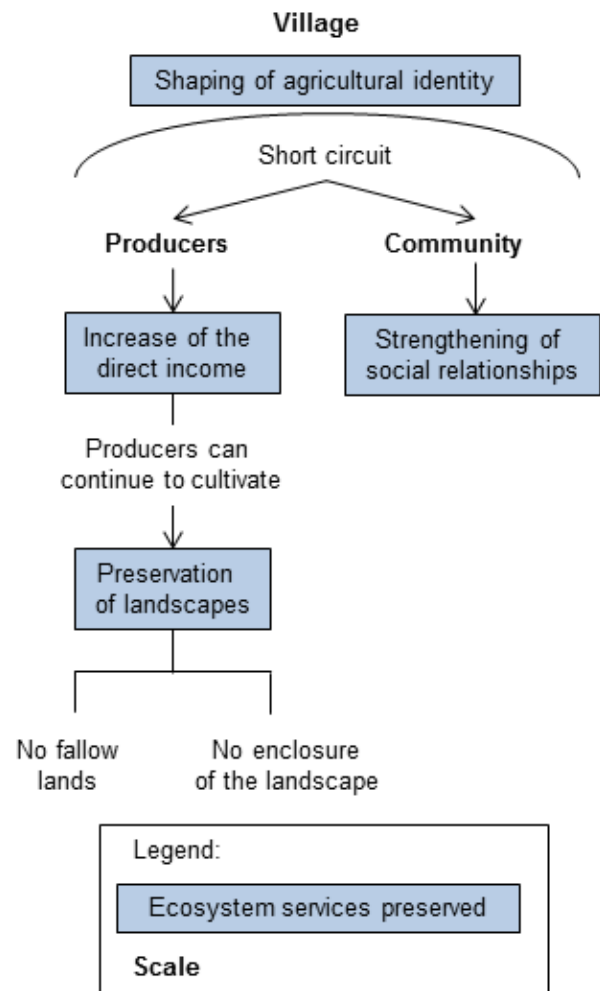 Village
Shaping of agricultural identity
Short circuit
Producers
Community
Increase of the
direct income
Strengthening of
social relationships
Producers can
continue to cultivate
Preservation
of landscapes
No fallow
lands
No enclosure
of the landscape
Legend:
Ecosystem services preserved
Scale